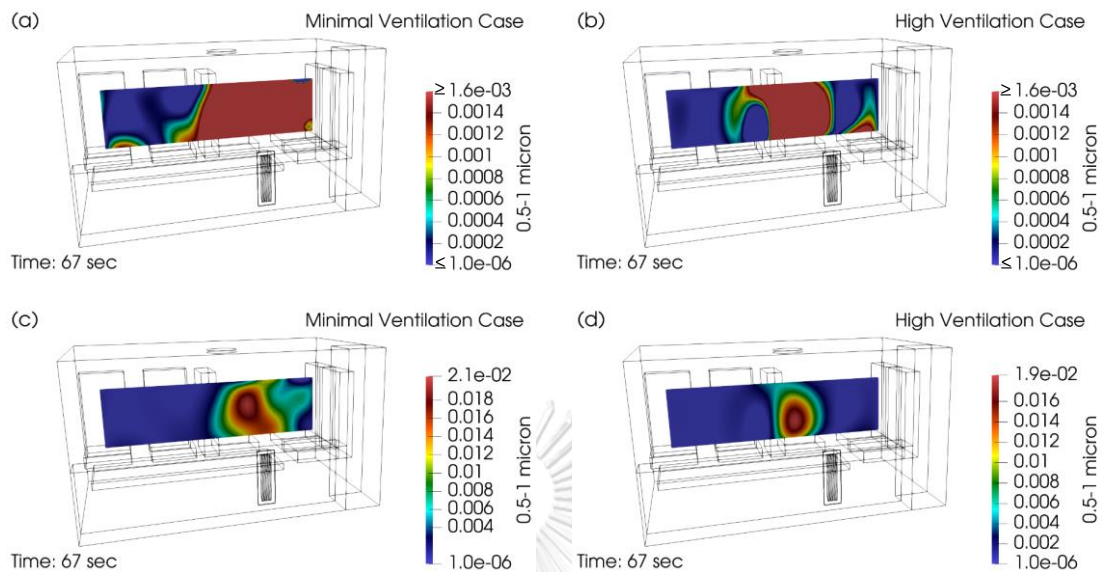 (a)
Minimal Ventilation Case
≥ 1.6e-03
0.0014
0.0012
0.001
0.0008
0.0006
0.0004
0.0002
≤ 1.0e-06
0.5-1 micron
Time: 67 sec
(b)
High Ventilation Case
≥ 1.6e-03
0.0014
0.0012
0.001
0.0008
0.0006
0.0004
0.0002
≤ 1.0e-06
0.5-1 micron
Time: 67 sec
(c)
Minimal Ventilation Case
2.1e-02
0.018
0.016
0.014
0.012
0.01
0.008
0.006
0.004
1.0e-06
0.5-1 micron
Time: 67 sec
(d)
High Ventilation Case
1.9e-02
0.016
0.014
0.012
0.01
0.008
0.006
0.004
0.002
1.0e-06
0.5-1 micron
Time: 67 sec